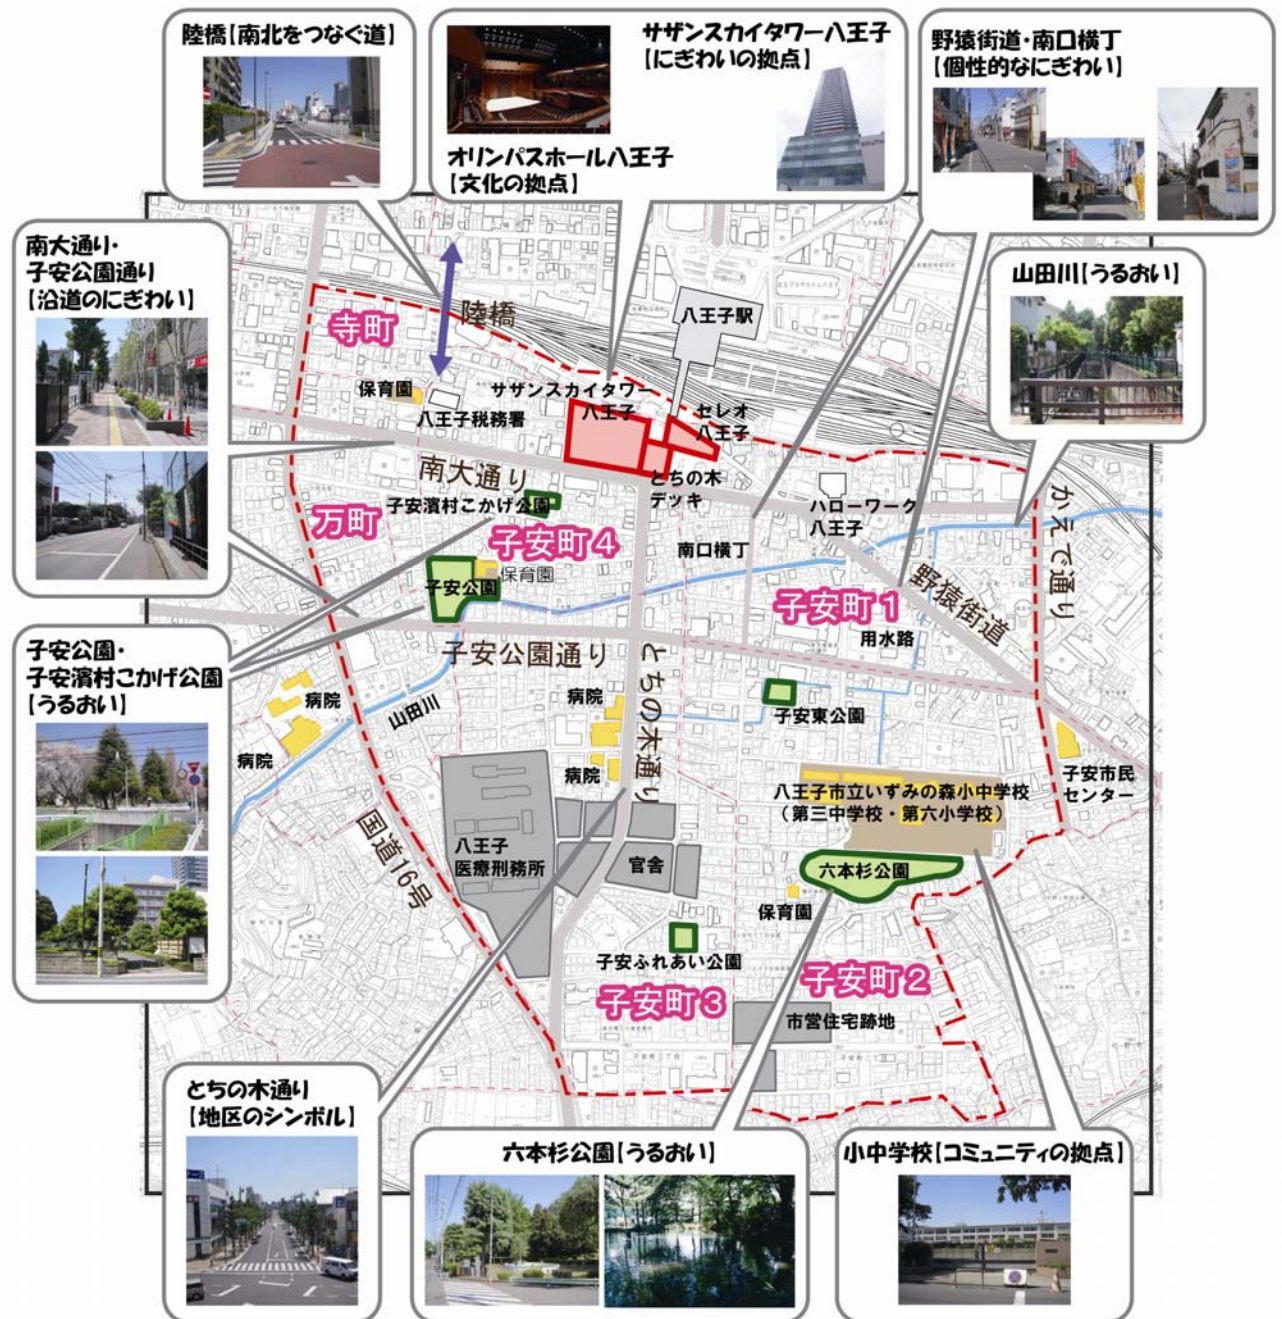 陸橋【南北をつなぐ道】
サザンスカイタワー八王子
【にぎわいの拠点】
オリンパスホール八王子
【文化の拠点】
野猿街道・南口横丁
【個性的なにぎわい】
南大通り・
子安公園通り
【沿道のにぎわい】
山田川【うるおい】
陸橋
八王子駅
寺町
保育園
八王子税務署
サザンスカイタワー
八王子
セレオ
八王子
南大通り
とちの木
デッキ
ハローワーク
八王子
かえで通り
万町
子安濱村こかげ公園
子安町4
南口横丁
子安公園
保育園
子安町1
野猿街道
用水路
子安公園通り
とちの木通り
子安公園・
子安濱村こかげ公園
【うるおい】
病院
病院
山田川
病院
病院
子安東公園
子安市民
センター
八王子市立いずみの森小中学校
(第三中学校・第六小学校)
国道16号
八王子
医療刑務所
官舎
六本杉公園
保育園
子安ふれあい公園
子安町2
子安町3
市営住宅跡地
とちの木通り
【地区のシンボル】
六本杉公園【うるおい】
小中学校【コミュニティの拠点】